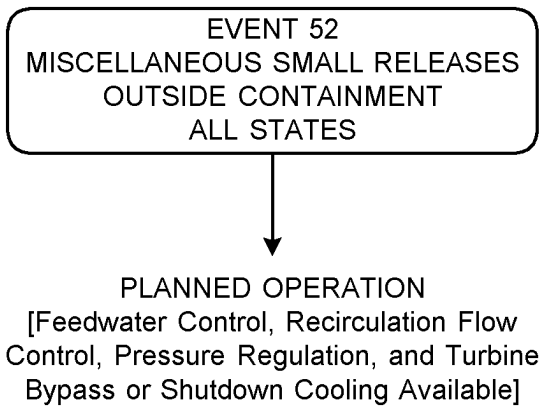 EVENT 52
MISCELLANEOUS SMALL RELEASES
OUTSIDE CONTAINMENT
ALL STATES
PLANNED OPERATION
[Feedwater Control, Recirculation Flow
Control, Pressure Regulation, and Turbine
Bypass or Shutdown Cooling Available]